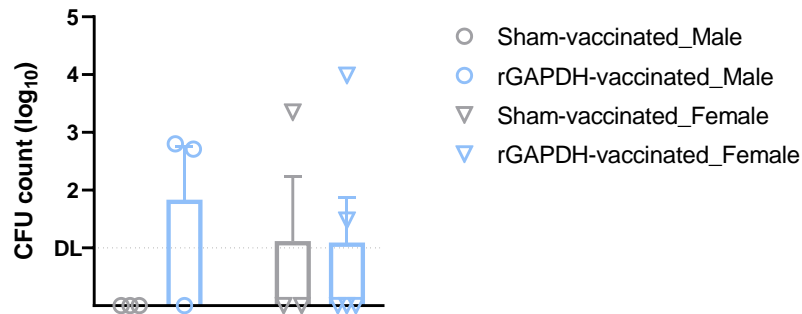 CFU count (log₁₀)
5
4
3
2
DL
Sham-vaccinated_Male
rGAPDH-vaccinated_Male
Sham-vaccinated_Female
rGAPDH-vaccinated_Female